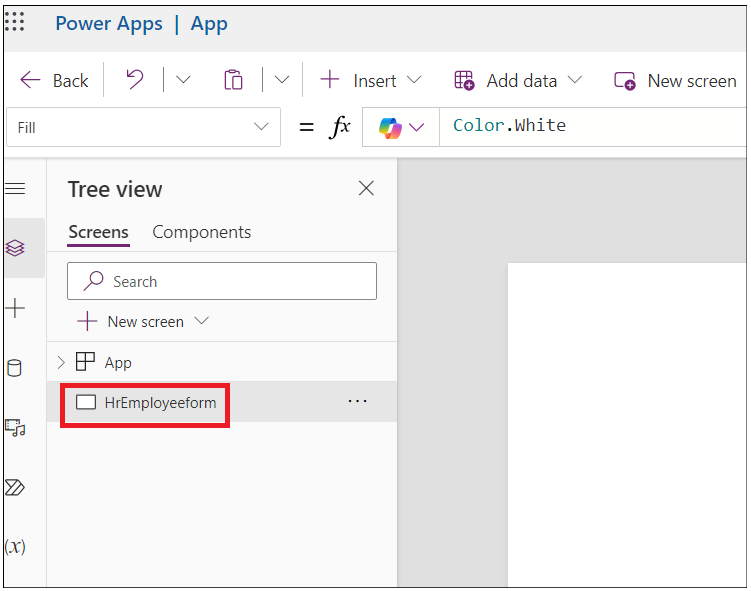 Power Apps | App
Back Insert Add data New screen
Fill = fx Color.White
Tree view
Screens Components
Search
New screen
App
HrEmployeeform ...
(x)